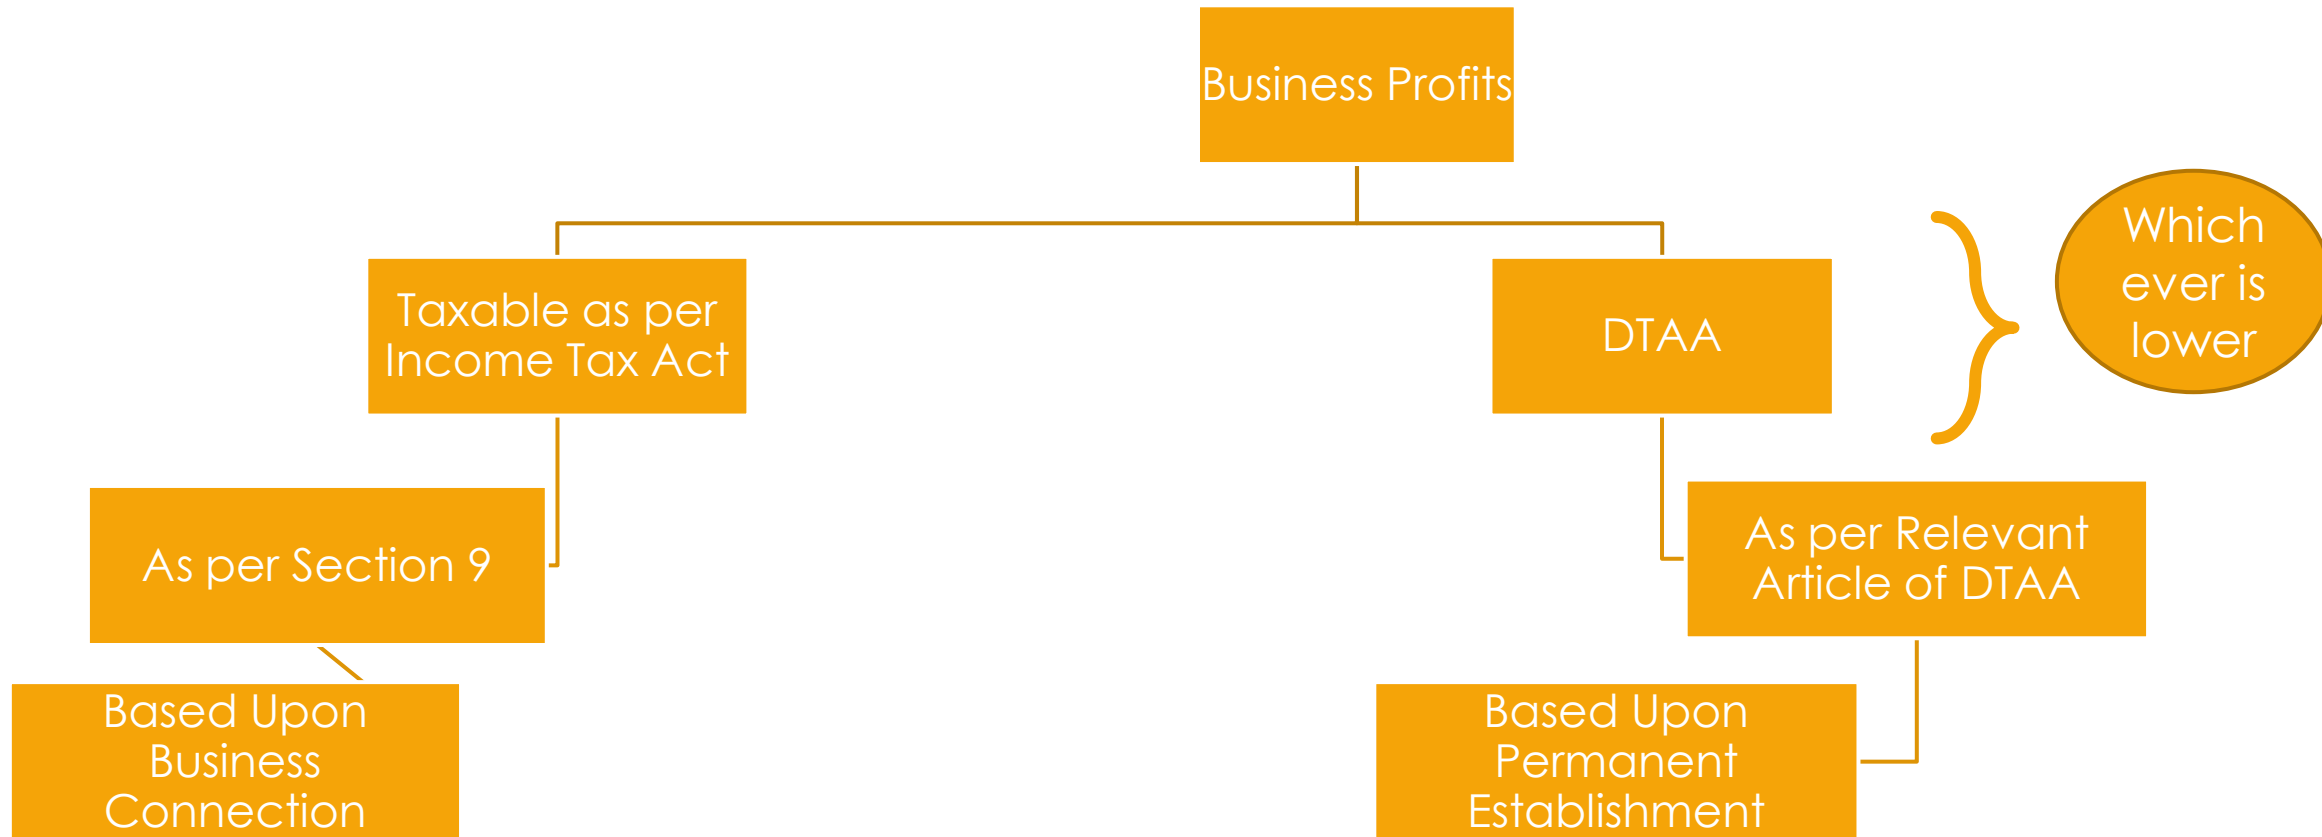 Business Profits
Which
ever is
lower
Taxable as per
Income Tax Act
DTAA
As per Section 9
As per Relevant
Article of DTAA
Based Upon
Business
Connection
Based Upon
Permanent
Establishment